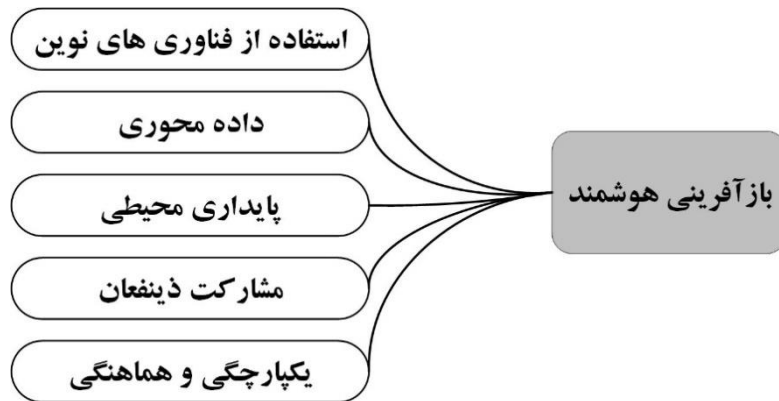 بازآفرینی هوشمند
استفاده از فناوری های نوین
داده محوری
پایداری محیطی
مشارکت ذینفعان
یکپارچگی و هماهنگی